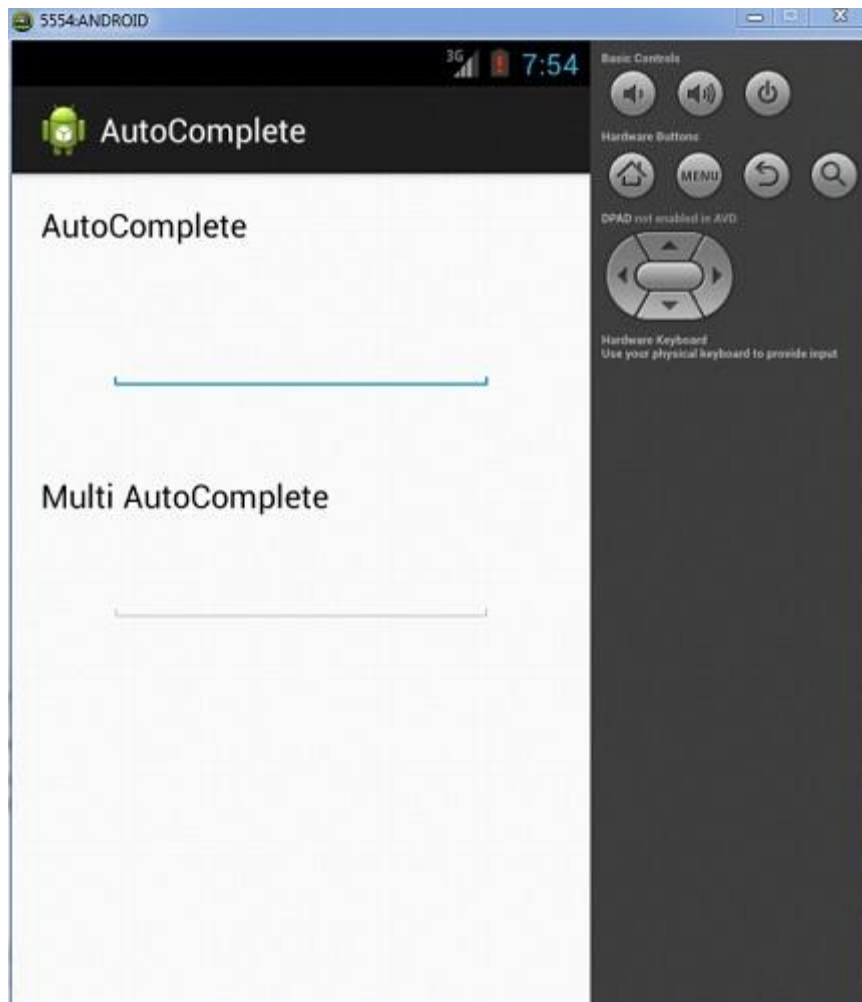 5554:ANDROID
3G 7:54
AutoComplete
AutoComplete
Multi AutoComplete
Basic Controls
Hardware Buttons
MENU
DPAD not enabled in AVD
Hardware Keyboard
Use your physical keyboard to provide input